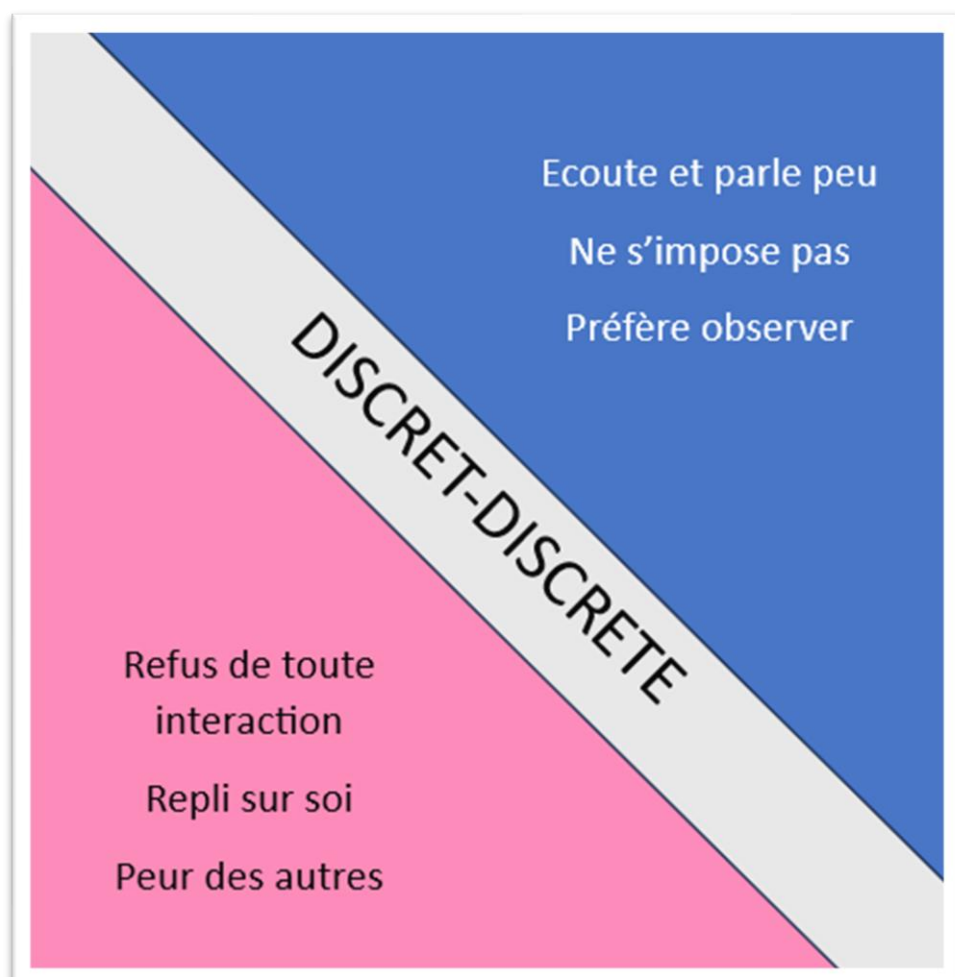 Ecoute et parle peu
Ne s’impose pas
Préfère observer
DISCRET-DISCRETE
Refus de toute
interaction
Repli sur soi
Peur des autres